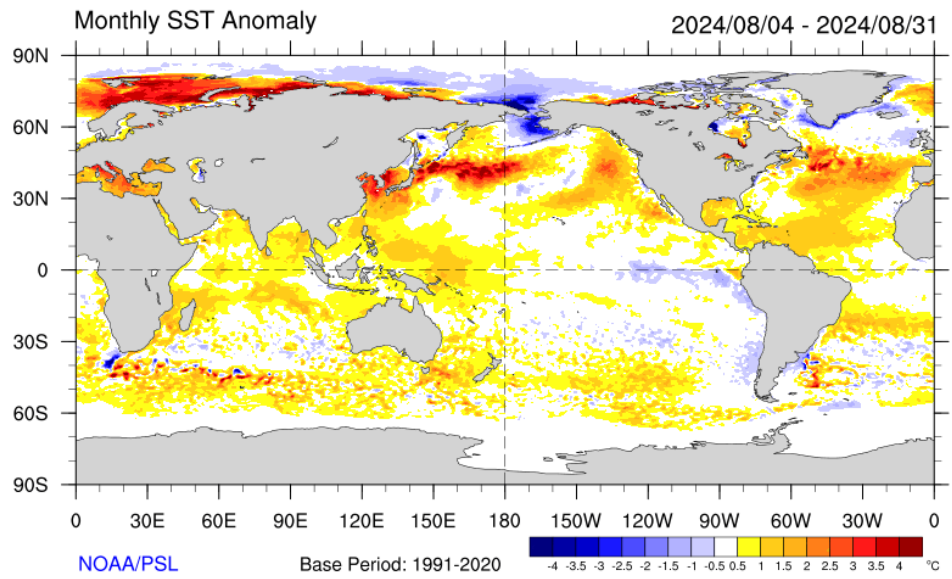 Monthly SST Anomaly 2024/08/04 - 2024/08/31
90N
60N
30N
0
30S
60S
90S
0 30E 60E 90E 120E 150E 180 150W 120W 90W 60W 30W 0
NOAA/PSL Base Period: 1991-2020
-4 -3.5 -3 -2.5 -2 -1.5 -1 -0.5 0.5 1 1.5 2 2.5 3 3.5 4 °C